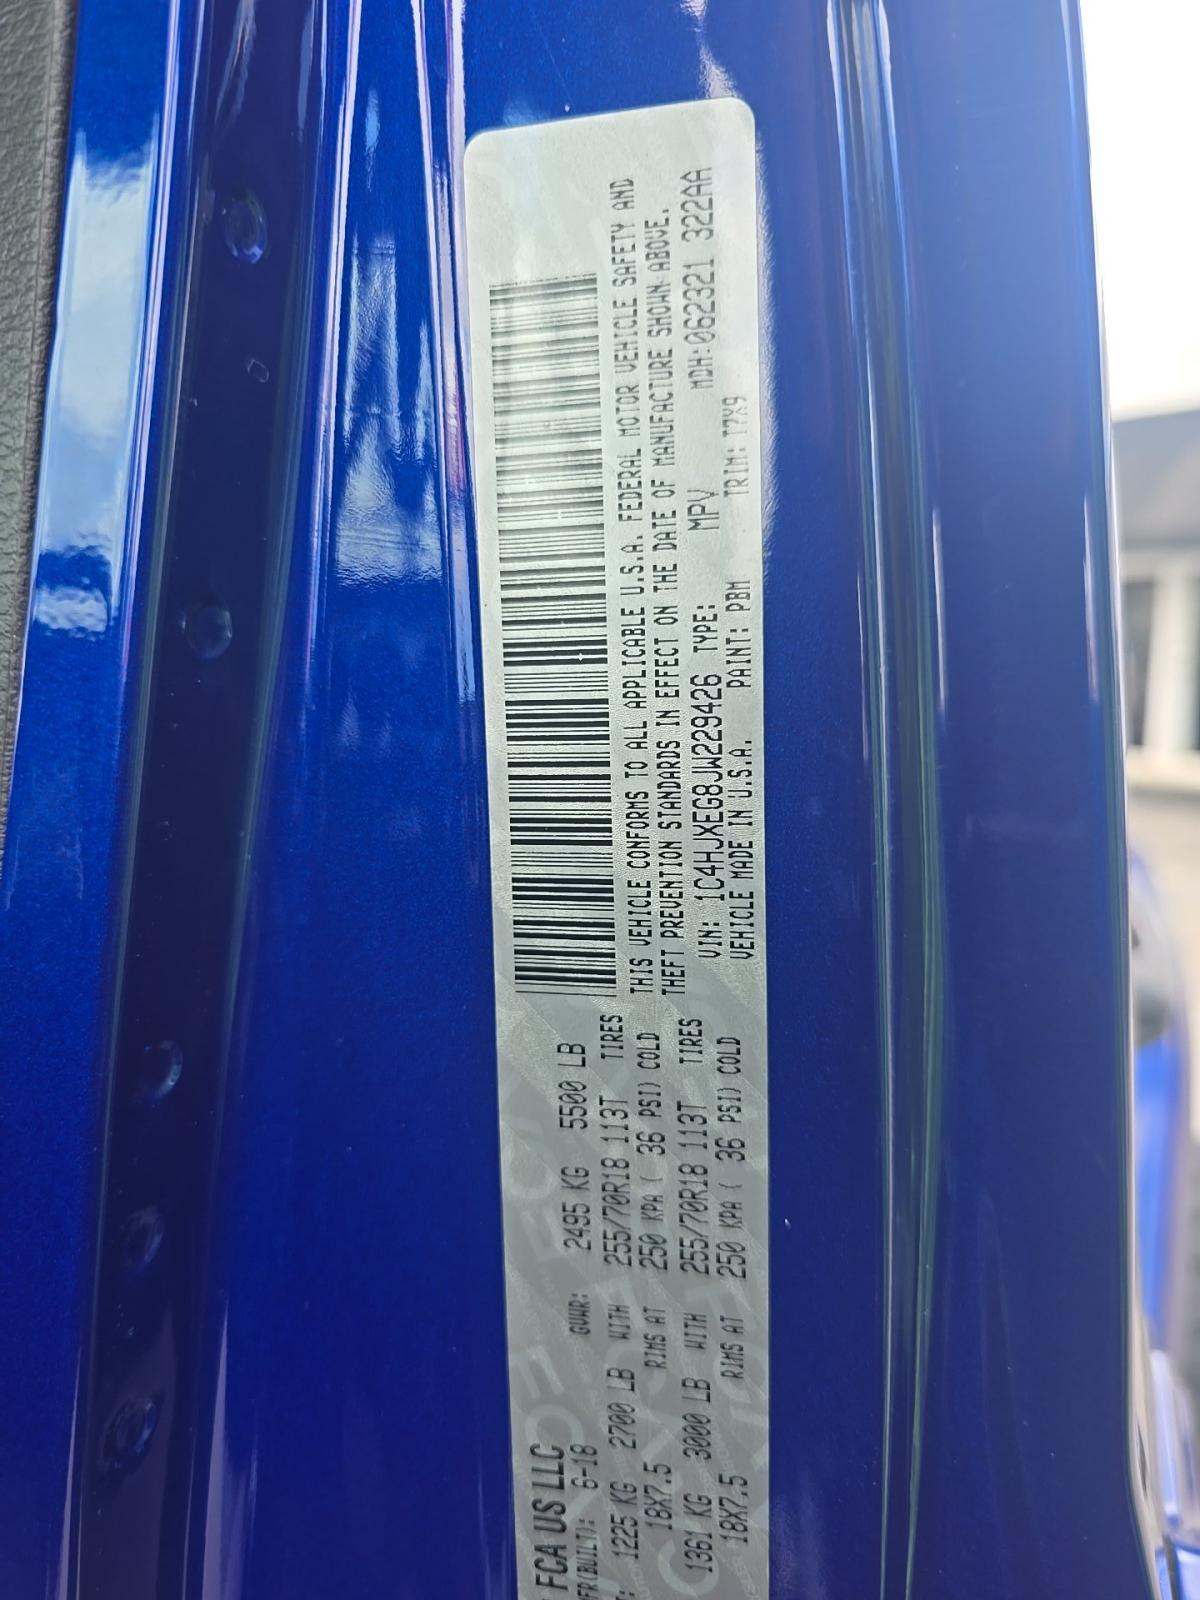 FCA US LLC
MFR(BUILT): 6-18 GVWR: 2495 KG 5500 LB
1225 KG 2700 LB WITH 255/70R18 113T TIRES
18X7.5 RIMS AT 250 KPA ( 36 PSI) COLD
1361 KG 3000 LB WITH 255/70R18 113T TIRES
18X7.5 RIMS AT 250 KPA ( 36 PSI) COLD
THIS VEHICLE CONFORMS TO ALL APPLICABLE U.S.A. FEDERAL MOTOR VEHICLE SAFETY AND
THEFT PREVENTION STANDARDS IN EFFECT ON THE DATE OF MANUFACTURE SHOWN ABOVE.
VIN: 1C4HJXEG8JW229426 TYPE: MPV MDH:062321 322AA
VEHICLE MADE IN U.S.A. PAINT: PBM TRIM: T7X9